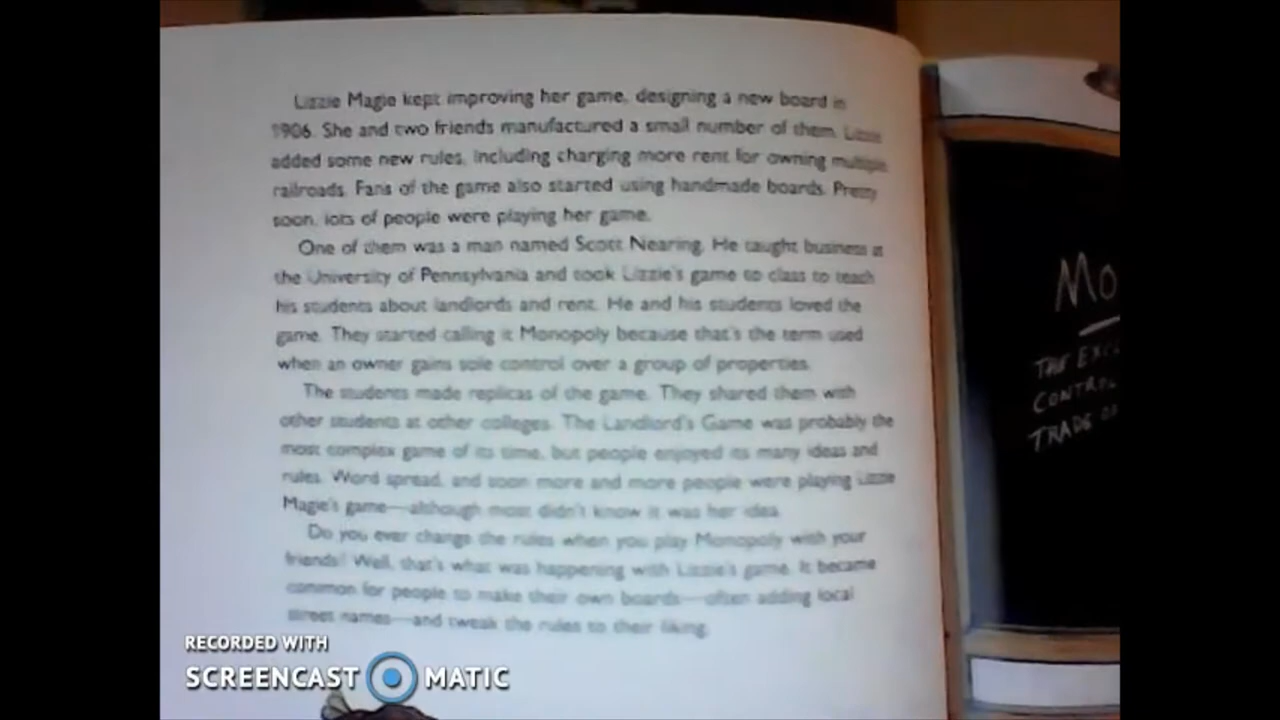 Lizzie Magie kept improving her game, designing a new board in
1906. She and two friends manufactured a small number of them. Lizzie
added some new rules, including charging more rent for owning multiple
railroads. Fans of the game also started using handmade boards. Pretty
soon, lots of people were playing her game.
One of them was a man named Scott Nearing. He taught business at
the University of Pennsylvania and took Lizzie's game to class to teach
his students about landlords and rent. He and his students loved the
game. They started calling it Monopoly because that's the term used
when an owner gains sole control over a group of properties.
The students made replicas of the game. They shared them with
other students at other colleges. The Landlord's Game was probably the
most complex game of its time, but people enjoyed its many ideas and
rules. Word spread, and soon more and more people were playing Lizzie
Magie's game—although most didn't know it was her idea.
Do you ever change the rules when you play Monopoly with your
friends? Well, that's what was happening with Lizzie's game. It became
common for people to make their own boards—often adding local
street names—and tweak the rules to their liking.
MO
THE EXC
CONTROL
TRADE O
RECORDED WITH
SCREENCAST MATIC